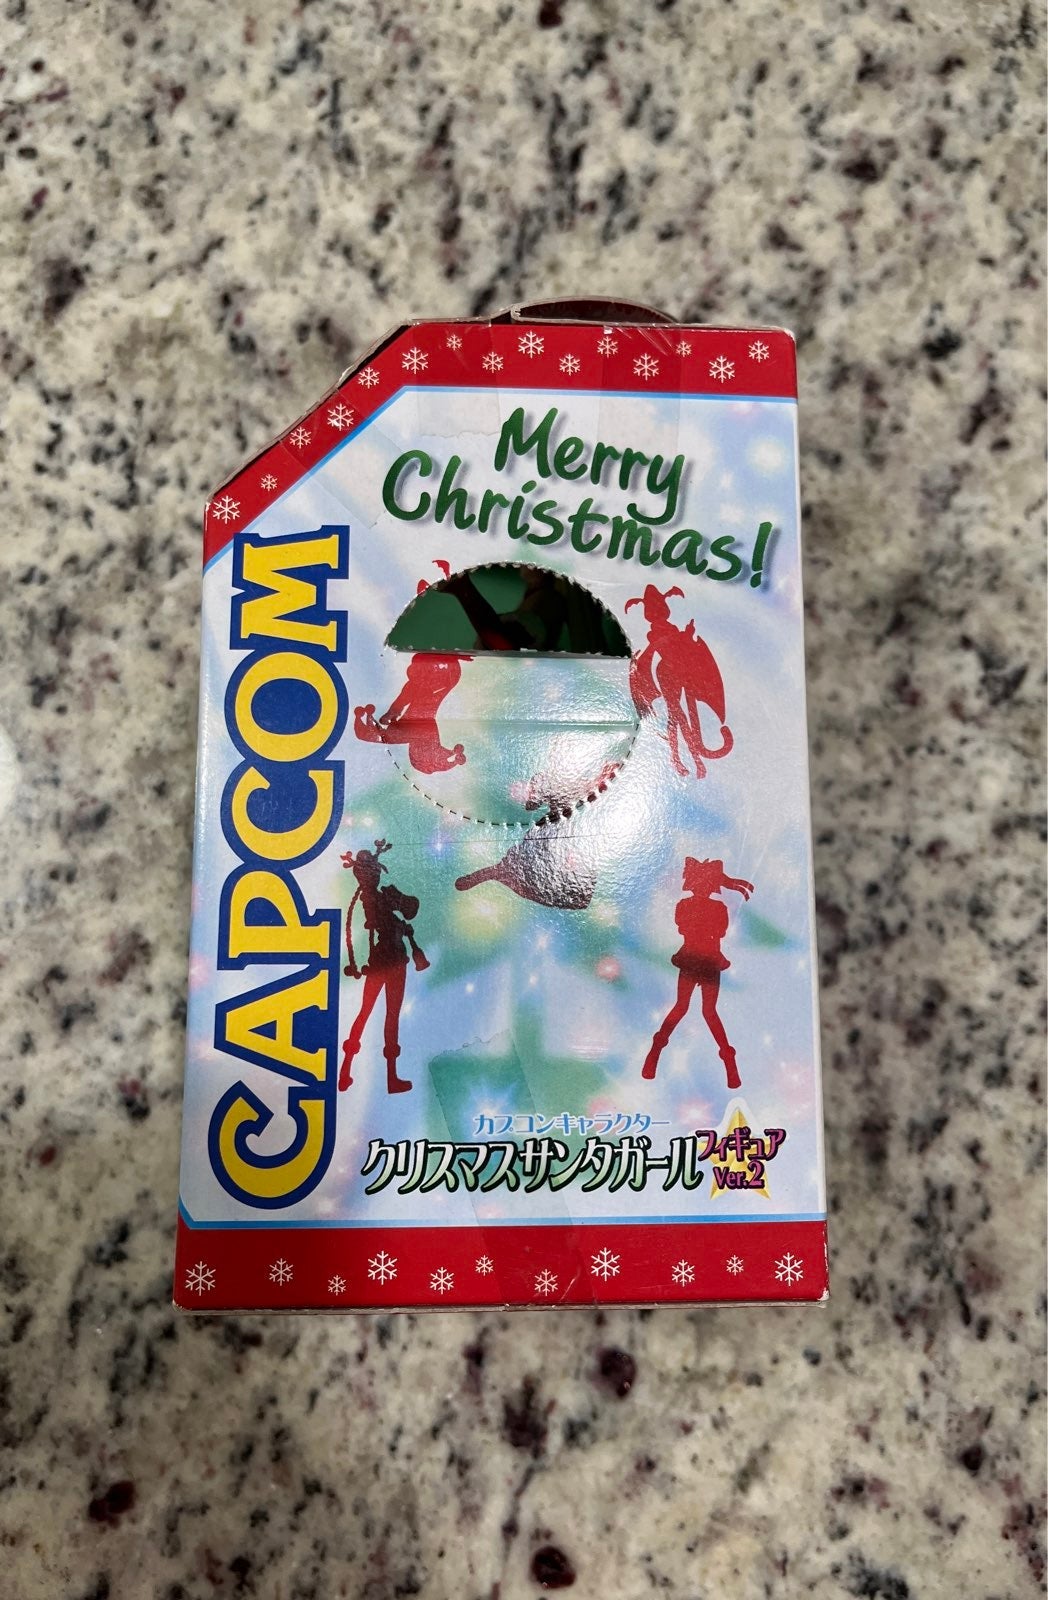 Merry
Christmas!
CAPCOM
カプコンキャラクター
クリスマスサンタガールフィギュア
Ver.2